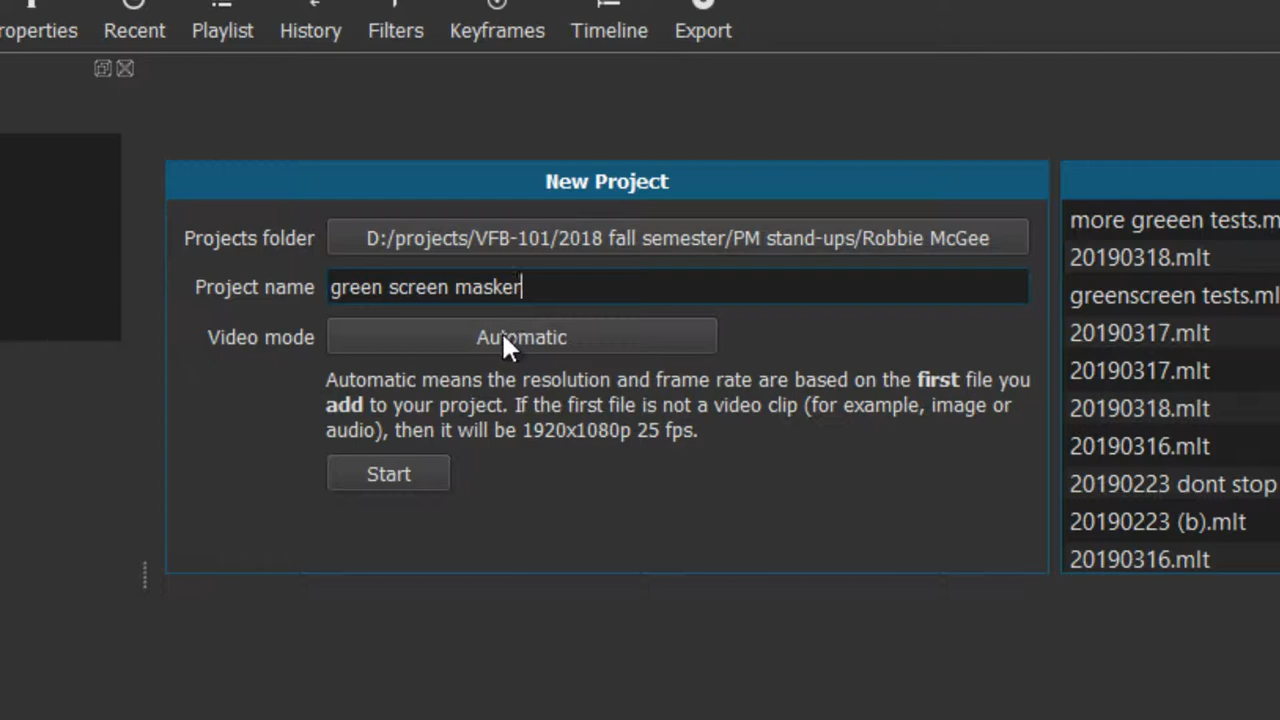 roperties Recent Playlist History Filters Keyframes Timeline Export
New Project
Projects folder D:/projects/VFB-101/2018 fall semester/PM stand-ups/Robbie McGee
Project name green screen masker
Video mode Automatic
Automatic means the resolution and frame rate are based on the first file you
add to your project. If the first file is not a video clip (for example, image or
audio), then it will be 1920x1080p 25 fps.
Start
more greeen tests.m
20190318.mlt
greenscreen tests.ml
20190317.mlt
20190317.mlt
20190318.mlt
20190316.mlt
20190223 dont stop
20190223 (b).mlt
20190316.mlt